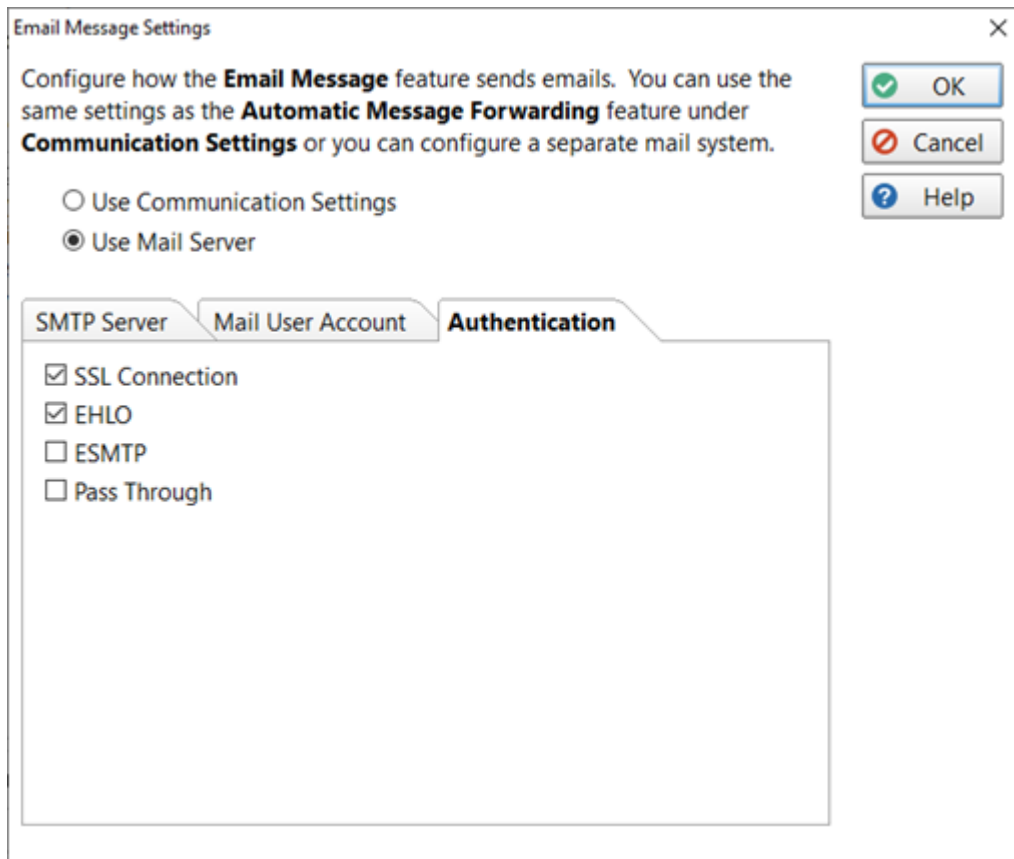 Email Message Settings
Configure how the Email Message feature sends emails. You can use the
same settings as the Automatic Message Forwarding feature under
Communication Settings or you can configure a separate mail system.
OK
Cancel
Help
Use Communication Settings
Use Mail Server
SMTP Server
Mail User Account
Authentication
SSL Connection
EHLO
ESMTP
Pass Through